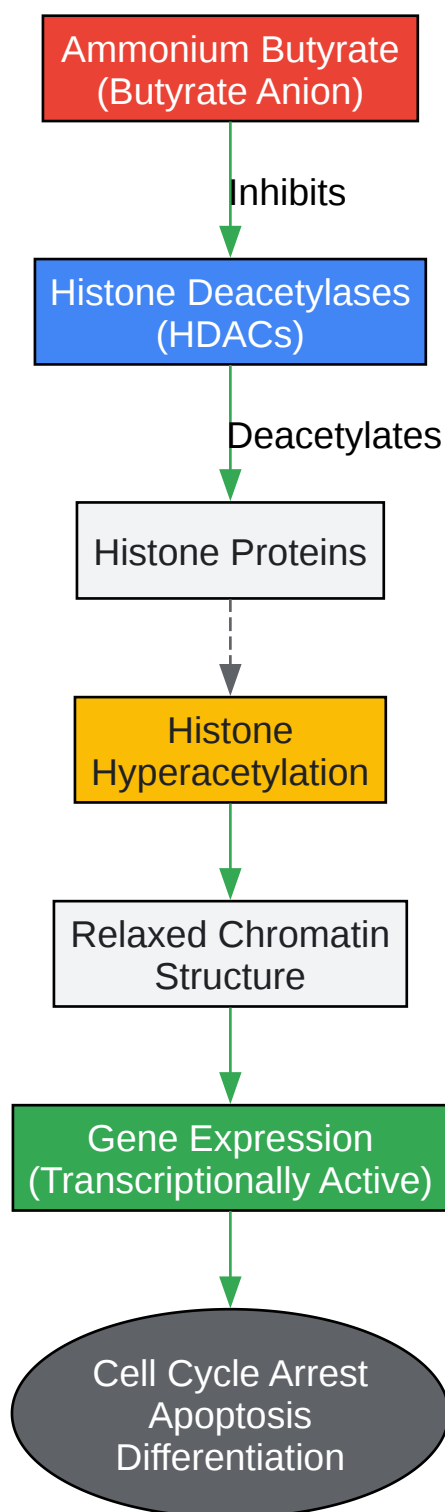 Ammonium Butyrate
(Butyrate Anion)
Inhibits
Histone Deacetylases
(HDACs)
Deacetylates
Histone Proteins
Histone
Hyperacetylation
Relaxed Chromatin
Structure
Gene Expression
(Transcriptionally Active)
Cell Cycle Arrest
Apoptosis
Differentiation